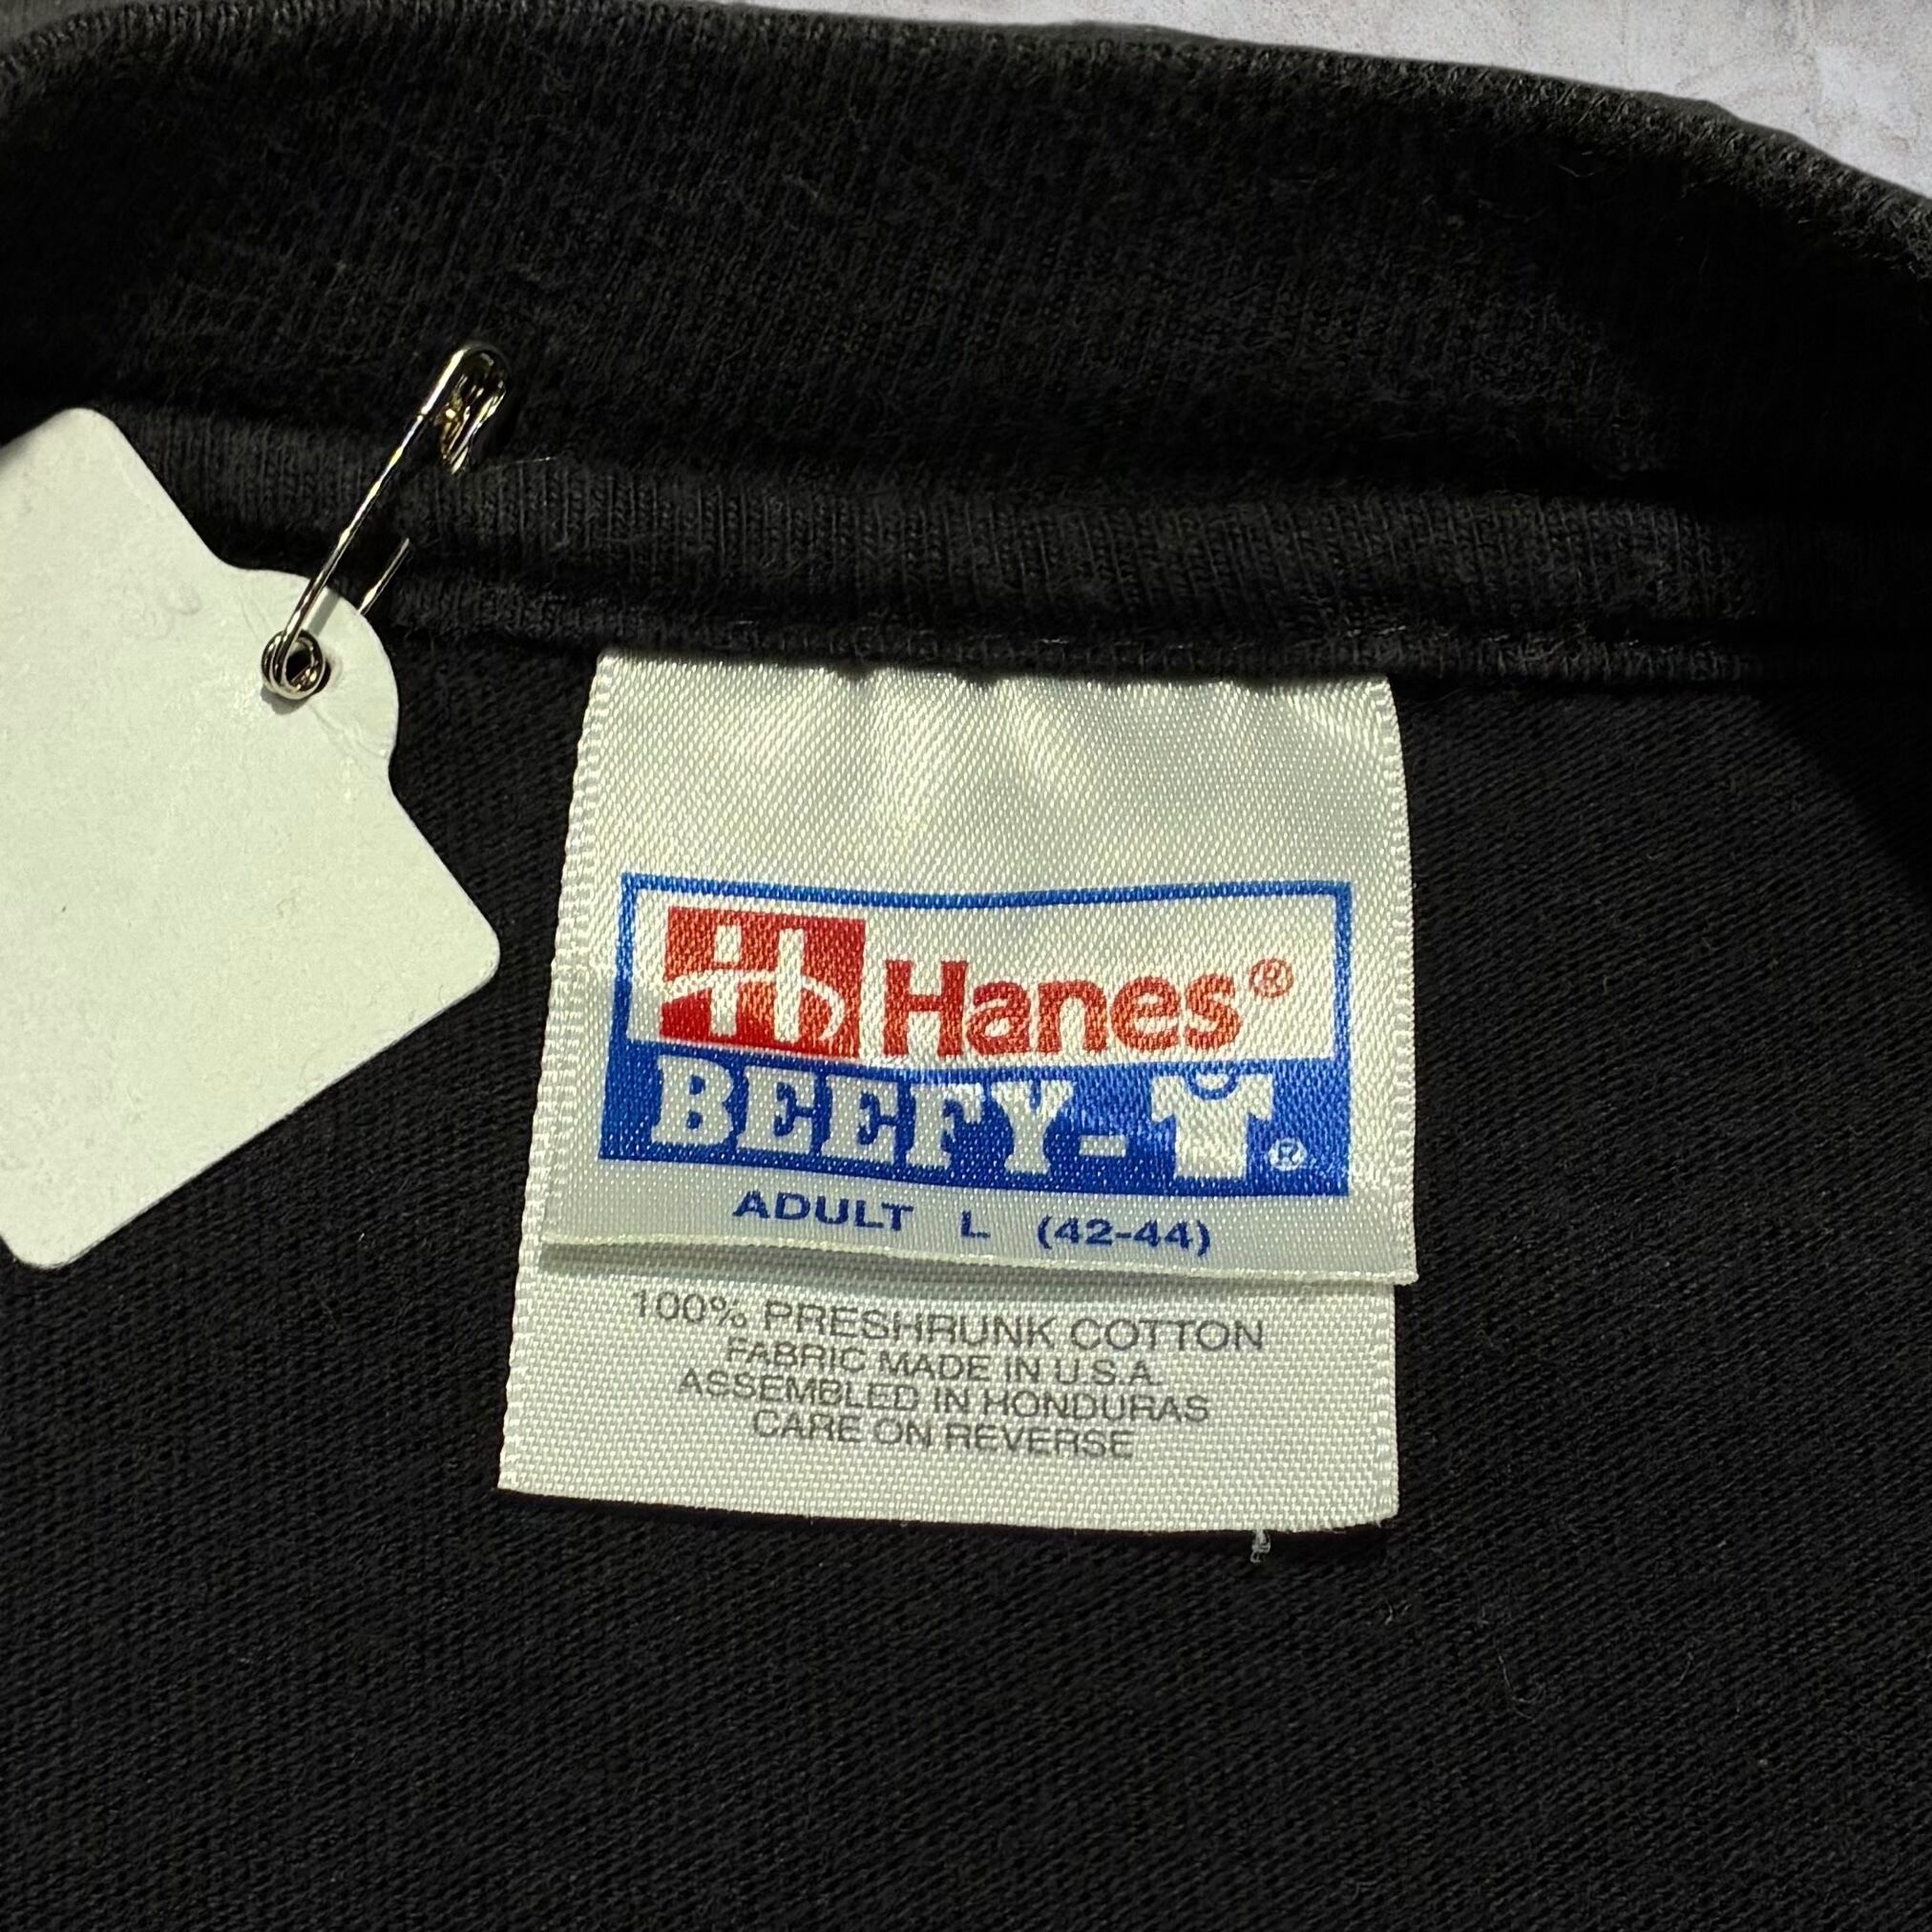 Hanes®
BEEFY-T®
ADULT L (42-44)
100% PRESHRUNK COTTON
FABRIC MADE IN U.S.A.
ASSEMBLED IN HONDURAS
CARE ON REVERSE